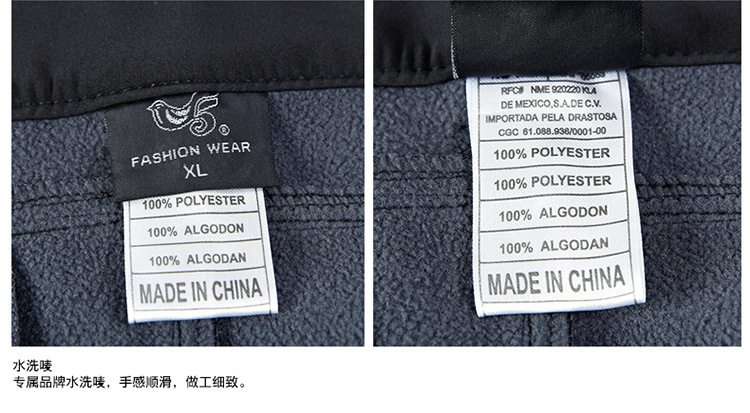 ®
FASHION WEAR
XL
100% POLYESTER
100% ALGODON
100% ALGODAN
MADE IN CHINA
RFC# NME 920220 KL4
DE MEXICO,S.A.DE C.V.
IMPORTADA PELA DRASTOSA
CGC 61.088.936/0001-00
100% POLYESTER
100% POLYESTER
100% ALGODON
100% ALGODAN
MADE IN CHINA
水洗唛
专属品牌水洗唛，手感顺滑，做工细致。